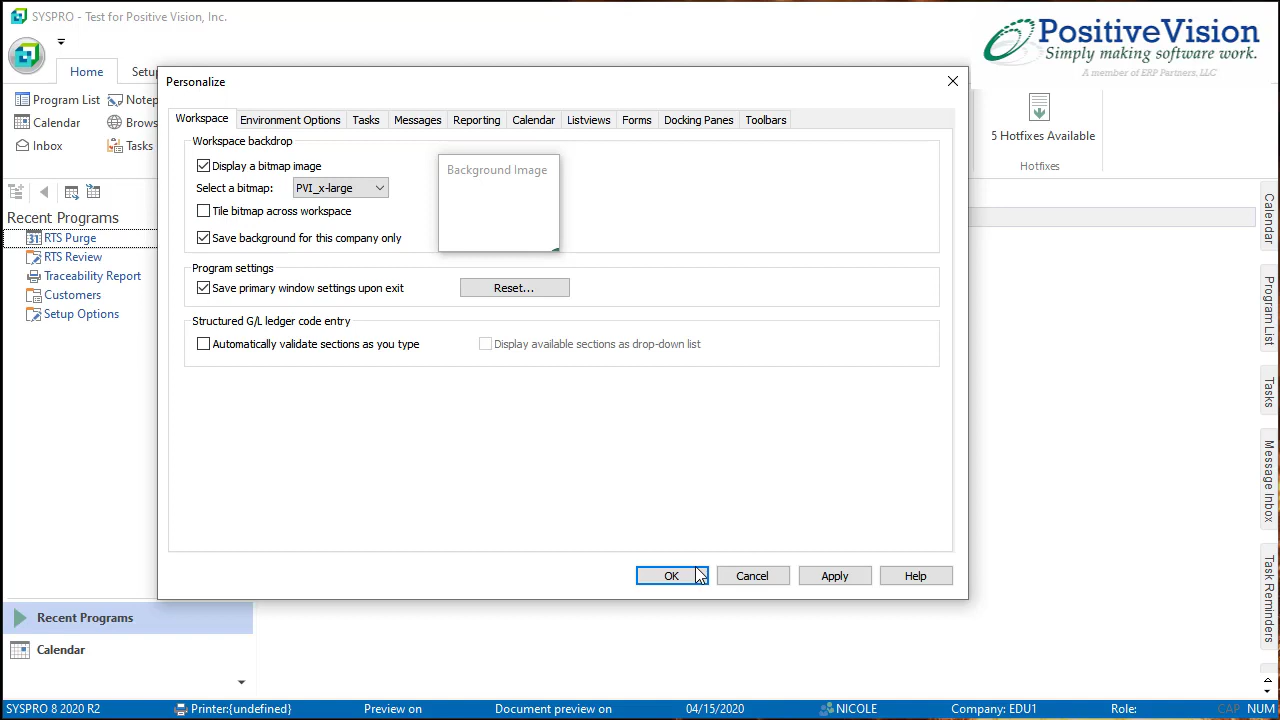 SYSPRO - Test for Positive Vision, Inc.
PositiveVision
Simply making software work.
A member of ERP Partners, LLC
Home
Setup
Program List
Notep
Calendar
Brows
Inbox
Tasks
5 Hotfixes Available
Hotfixes
Recent Programs
31 RTS Purge
RTS Review
Traceability Report
Customers
Setup Options
Personalize
Workspace
Environment Options
Tasks
Messages
Reporting
Calendar
Listviews
Forms
Docking Panes
Toolbars
Workspace backdrop
Display a bitmap image
Select a bitmap:
PVI_x-large
Tile bitmap across workspace
Save background for this company only
Background Image
Program settings
Save primary window settings upon exit
Reset...
Structured G/L ledger code entry
Automatically validate sections as you type
Display available sections as drop-down list
OK
Cancel
Apply
Help
Calendar
Program List
Tasks
Message Inbox
Task Reminders
Recent Programs
Calendar
SYSPRO 8 2020 R2
Printer:{undefined}
Preview on
Document preview on
04/15/2020
NICOLE
Company: EDU1
Role:
CAP
NUM